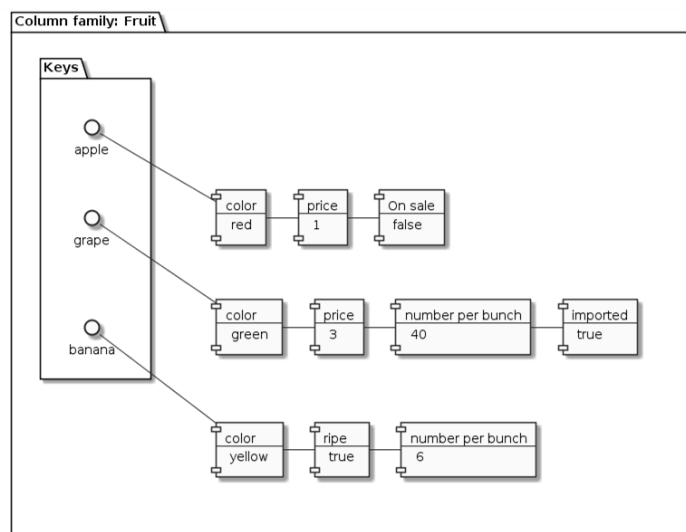 Column family: Fruit
Keys
apple
color price On sale
red 1 false
grape
color price number per bunch imported
green 3 40 true
banana
color ripe number per bunch
yellow true 6